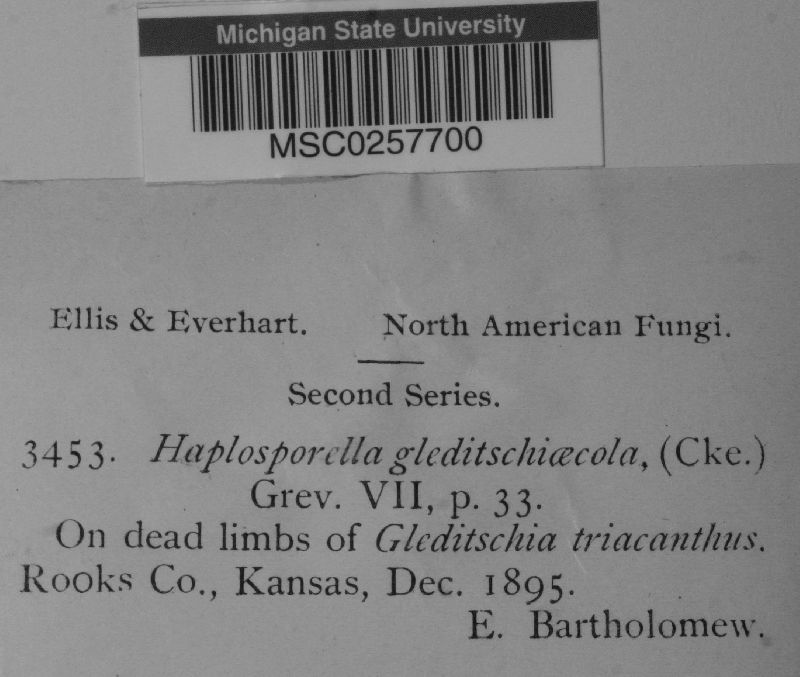 Michigan State University
MSC0257700
Ellis & Everhart. North American Fungi.
Second Series.
3453. Haplosporella gleditschiæcola, (Cke.)
Grev. VII, p. 33.
On dead limbs of Gleditschia triacanthus.
Rooks Co., Kansas, Dec. 1895.
E. Bartholomew.